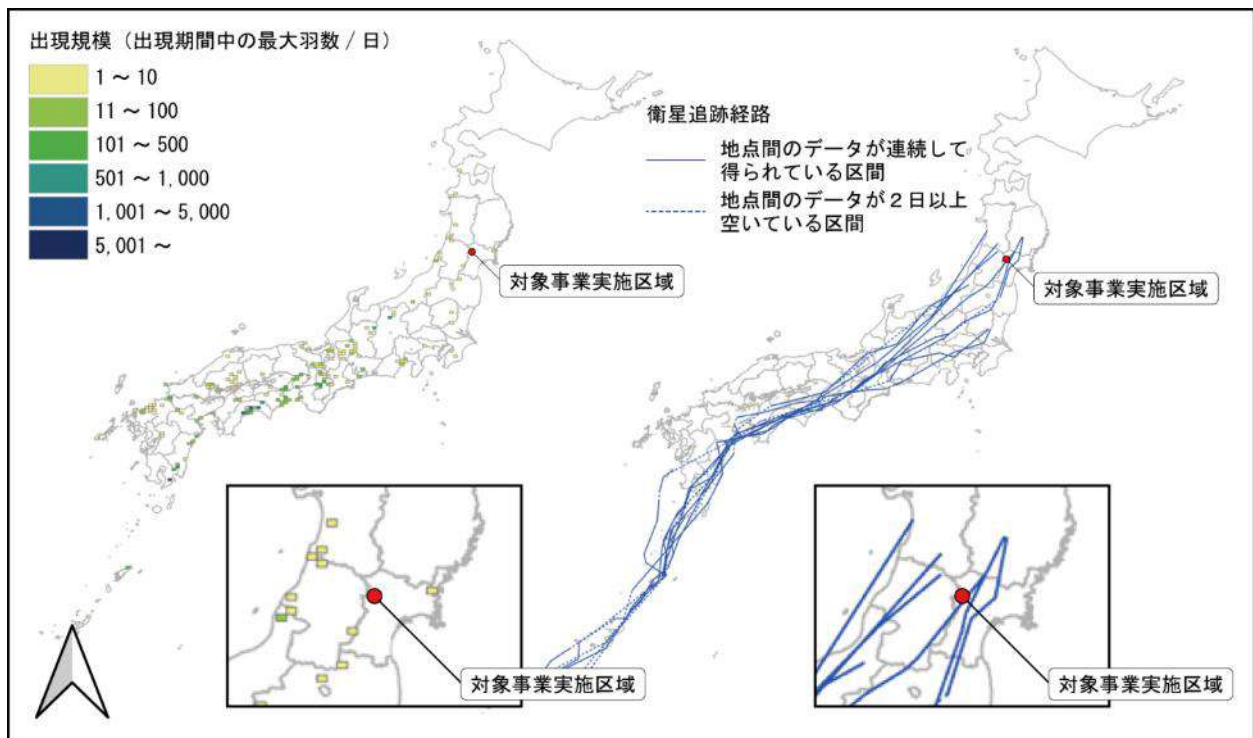 出現規模（出現期間中の最大羽数 / 日）
1 ～ 10
11 ～ 100
101 ～ 500
501 ～ 1,000
1,001 ～ 5,000
5,001 ～
対象事業実施区域
衛星追跡経路
地点間のデータが連続して
得られている区間
地点間のデータが２日以上
空いている区間
対象事業実施区域
対象事業実施区域
対象事業実施区域